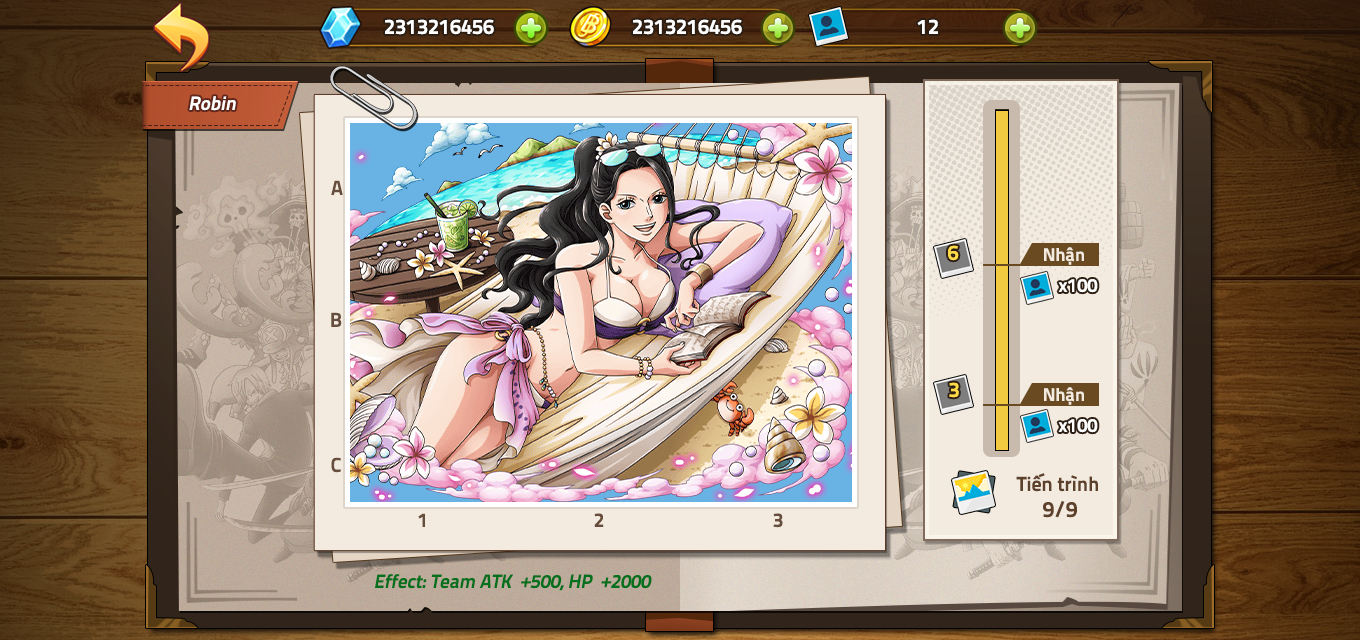 2313216456
2313216456
12
Robin
A
B
C
1
2
3
6
Nhận
x100
3
Nhận
x100
Tiến trình
9/9
Effect: Team ATK +500, HP +2000